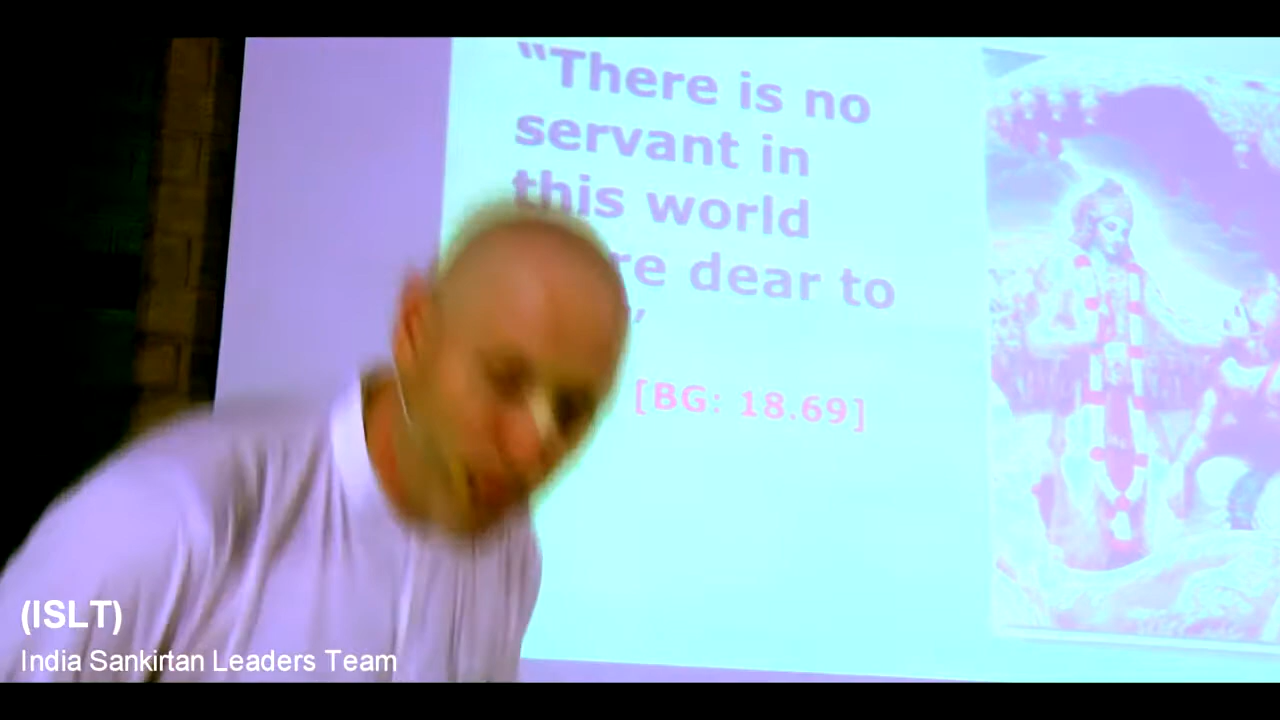 “There is no
servant in
this world
re dear to
’
[BG: 18.69]
(ISLT)
India Sankirtan Leaders Team